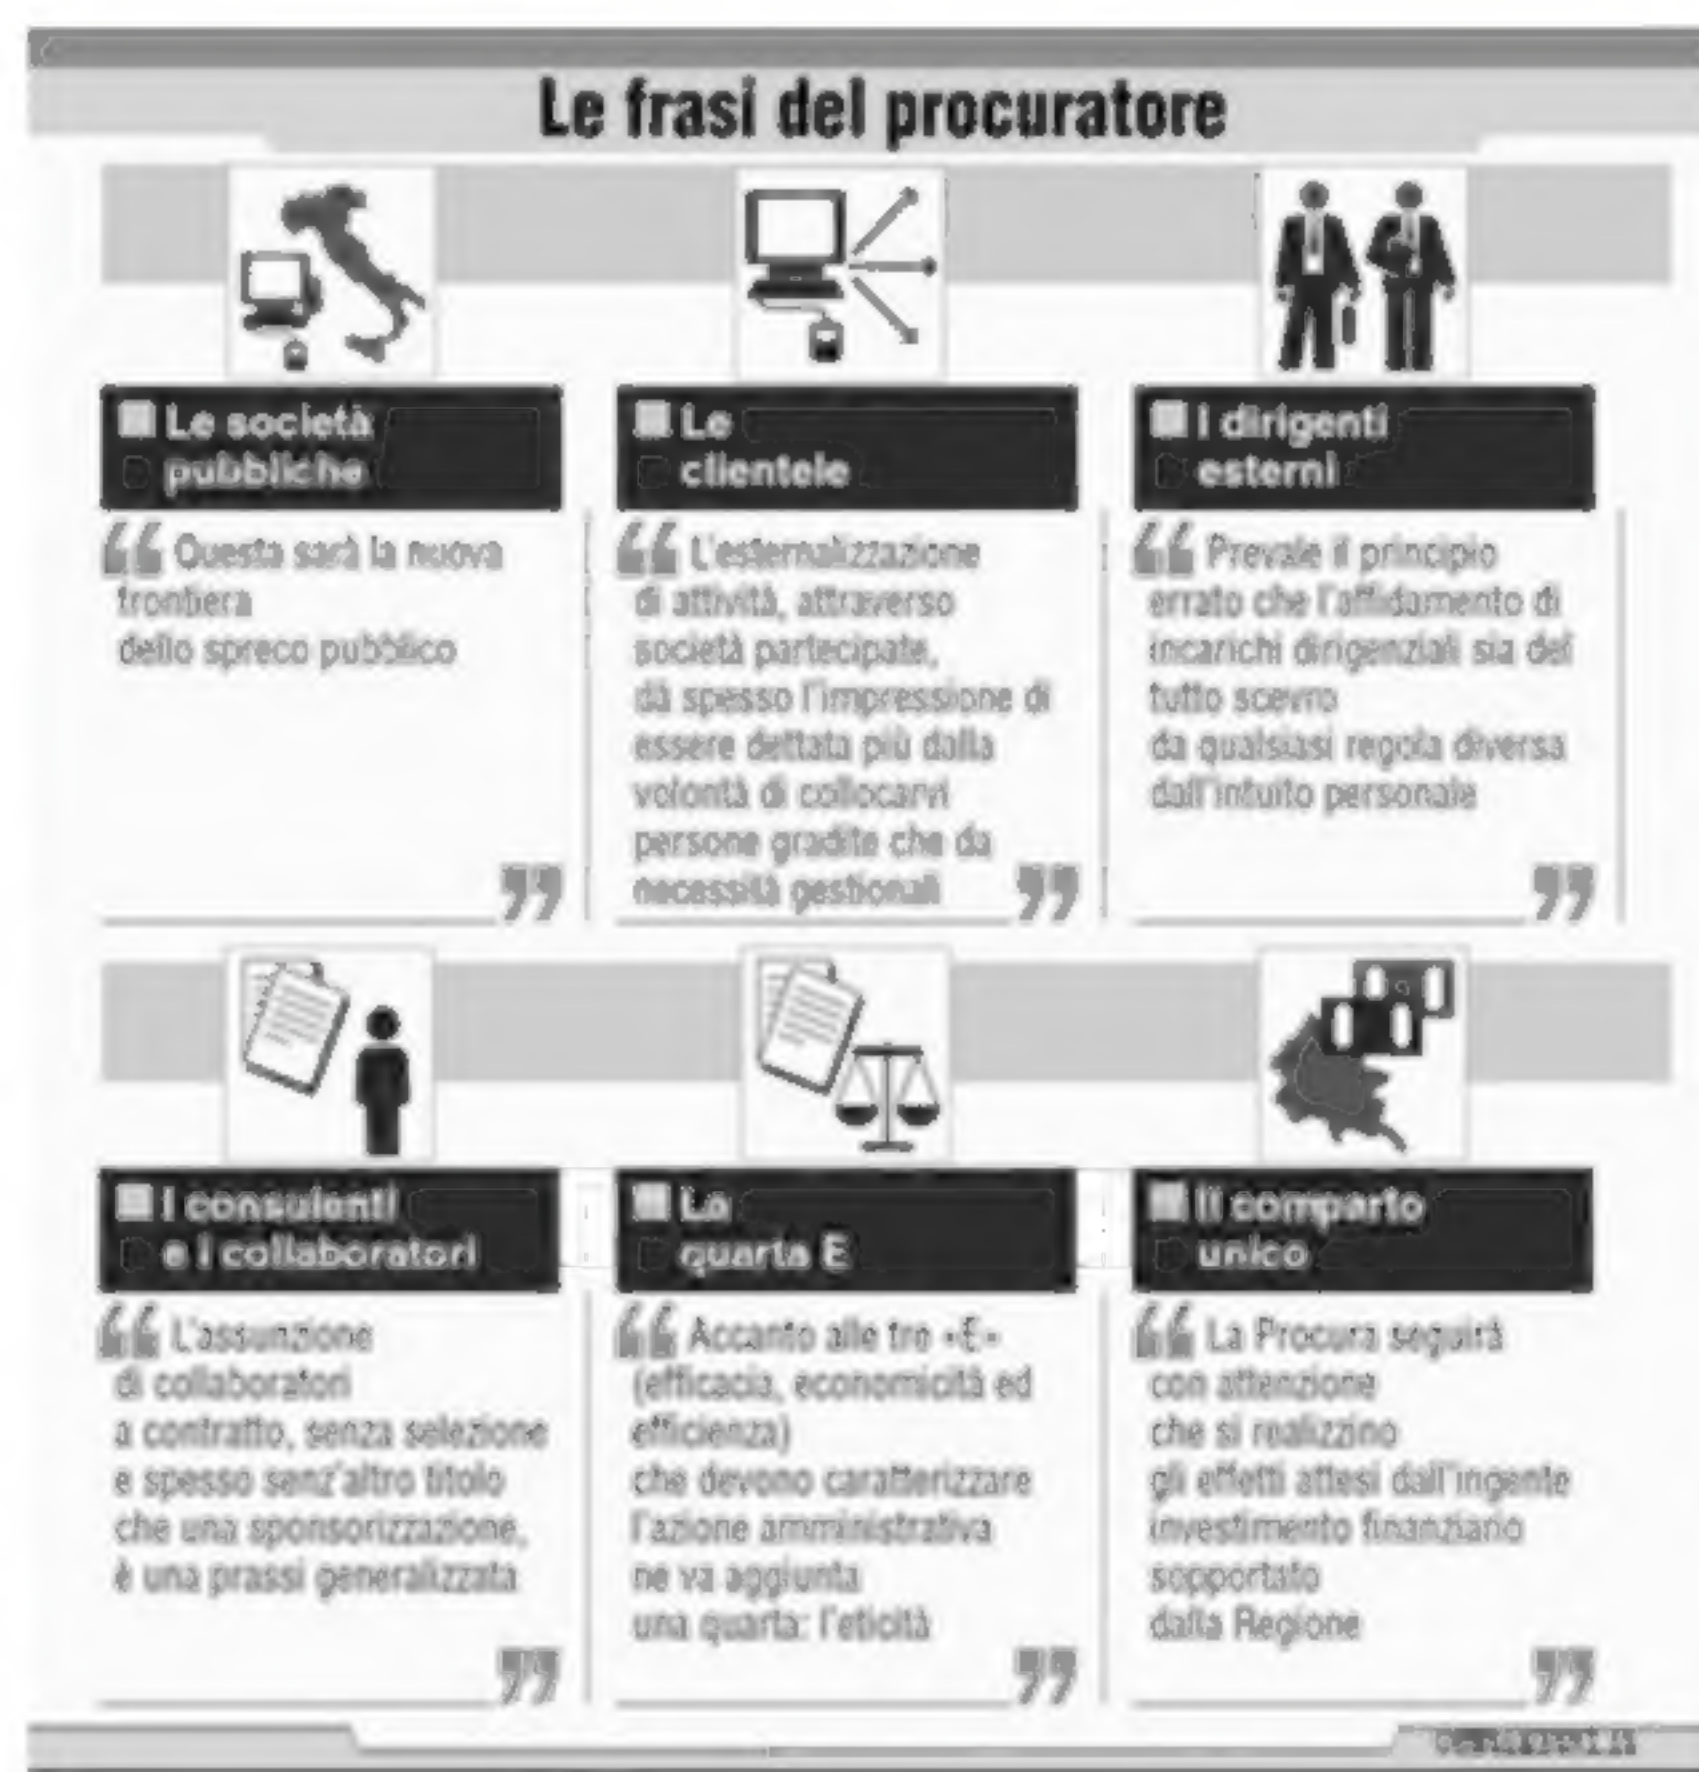 Le frasi del procuratore
Le società
pubbliche
Questa sarà la nuova
frontiera
dello spreco pubblico
Le
clientele
L'esternalizzazione
di attività, attraverso
società partecipate,
dà spesso l'impressione di
essere dettata più dalla
volontà di collocarvi
persone gradite che da
necessità gestionali
I dirigenti
esterni
Prevale il principio
errato che l'affidamento di
incarichi dirigenziali sia del
tutto scevro
da qualsiasi regola diversa
dall'intuito personale
I consulenti
e i collaboratori
L'assunzione
di collaboratori
a contratto, senza selezione
e spesso senz'altro titolo
che una sponsorizzazione,
è una prassi generalizzata
La
quarta E
Accanto alle tre «E»
(efficacia, economicità ed
efficienza)
che devono caratterizzare
l'azione amministrativa
ne va aggiunta
una quarta: l'eticità
Il comparto
unico
La Procura seguirà
con attenzione
che si realizzino
gli effetti attesi dall'ingente
investimento finanziario
sopportato
dalla Regione